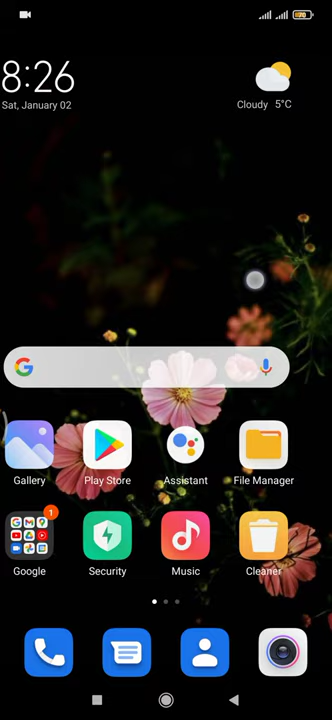 8:26
Sat, January 02
Cloudy 5°C
Gallery
Play Store
Assistant
File Manager
1
Google
Security
Music
Cleaner